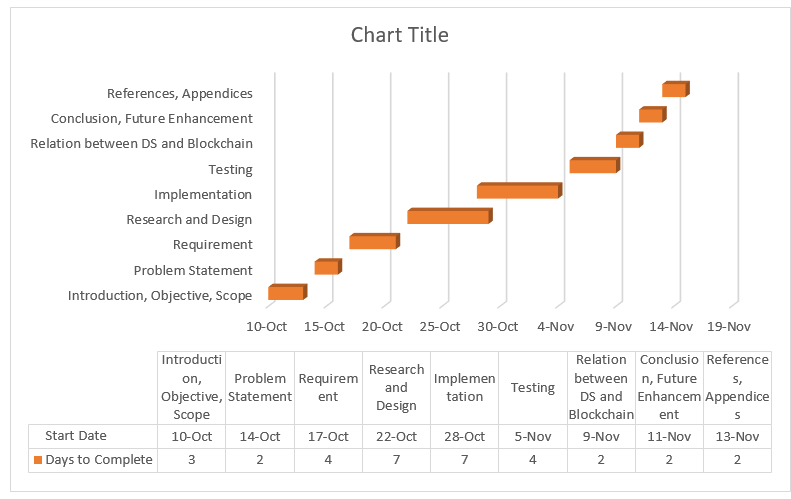 Chart Title
References, Appendices
Conclusion, Future Enhancement
Relation between DS and Blockchain
Testing
Implementation
Research and Design
Requirement
Problem Statement
Introduction, Objective, Scope
10-Oct 15-Oct 20-Oct 25-Oct 30-Oct 4-Nov 9-Nov 14-Nov 19-Nov
Introducti
on,
Objective,
Scope
Problem
Statement
Requirem
ent
Research
and
Design
Implemen
tation
Testing
Relation
between
DS and
Blockchain
Conclusio
n, Future
Enhancem
ent
Reference
s,
Appendice
s
Start Date 10-Oct 14-Oct 17-Oct 22-Oct 28-Oct 5-Nov 9-Nov 11-Nov 13-Nov
Days to Complete 3 2 4 7 7 4 2 2 2